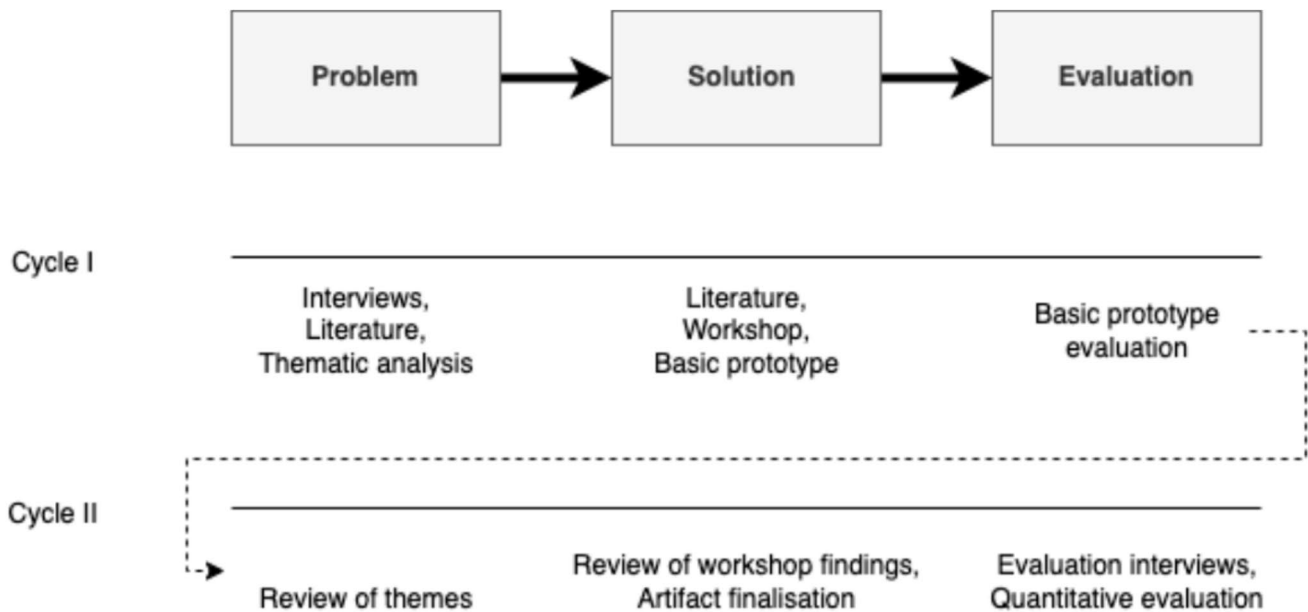 Problem
Solution
Evaluation
Cycle I
Interviews,
Literature,
Thematic analysis
Literature,
Workshop,
Basic prototype
Basic prototype
evaluation
Cycle II
Review of themes
Review of workshop findings,
Artifact finalisation
Evaluation interviews,
Quantitative evaluation